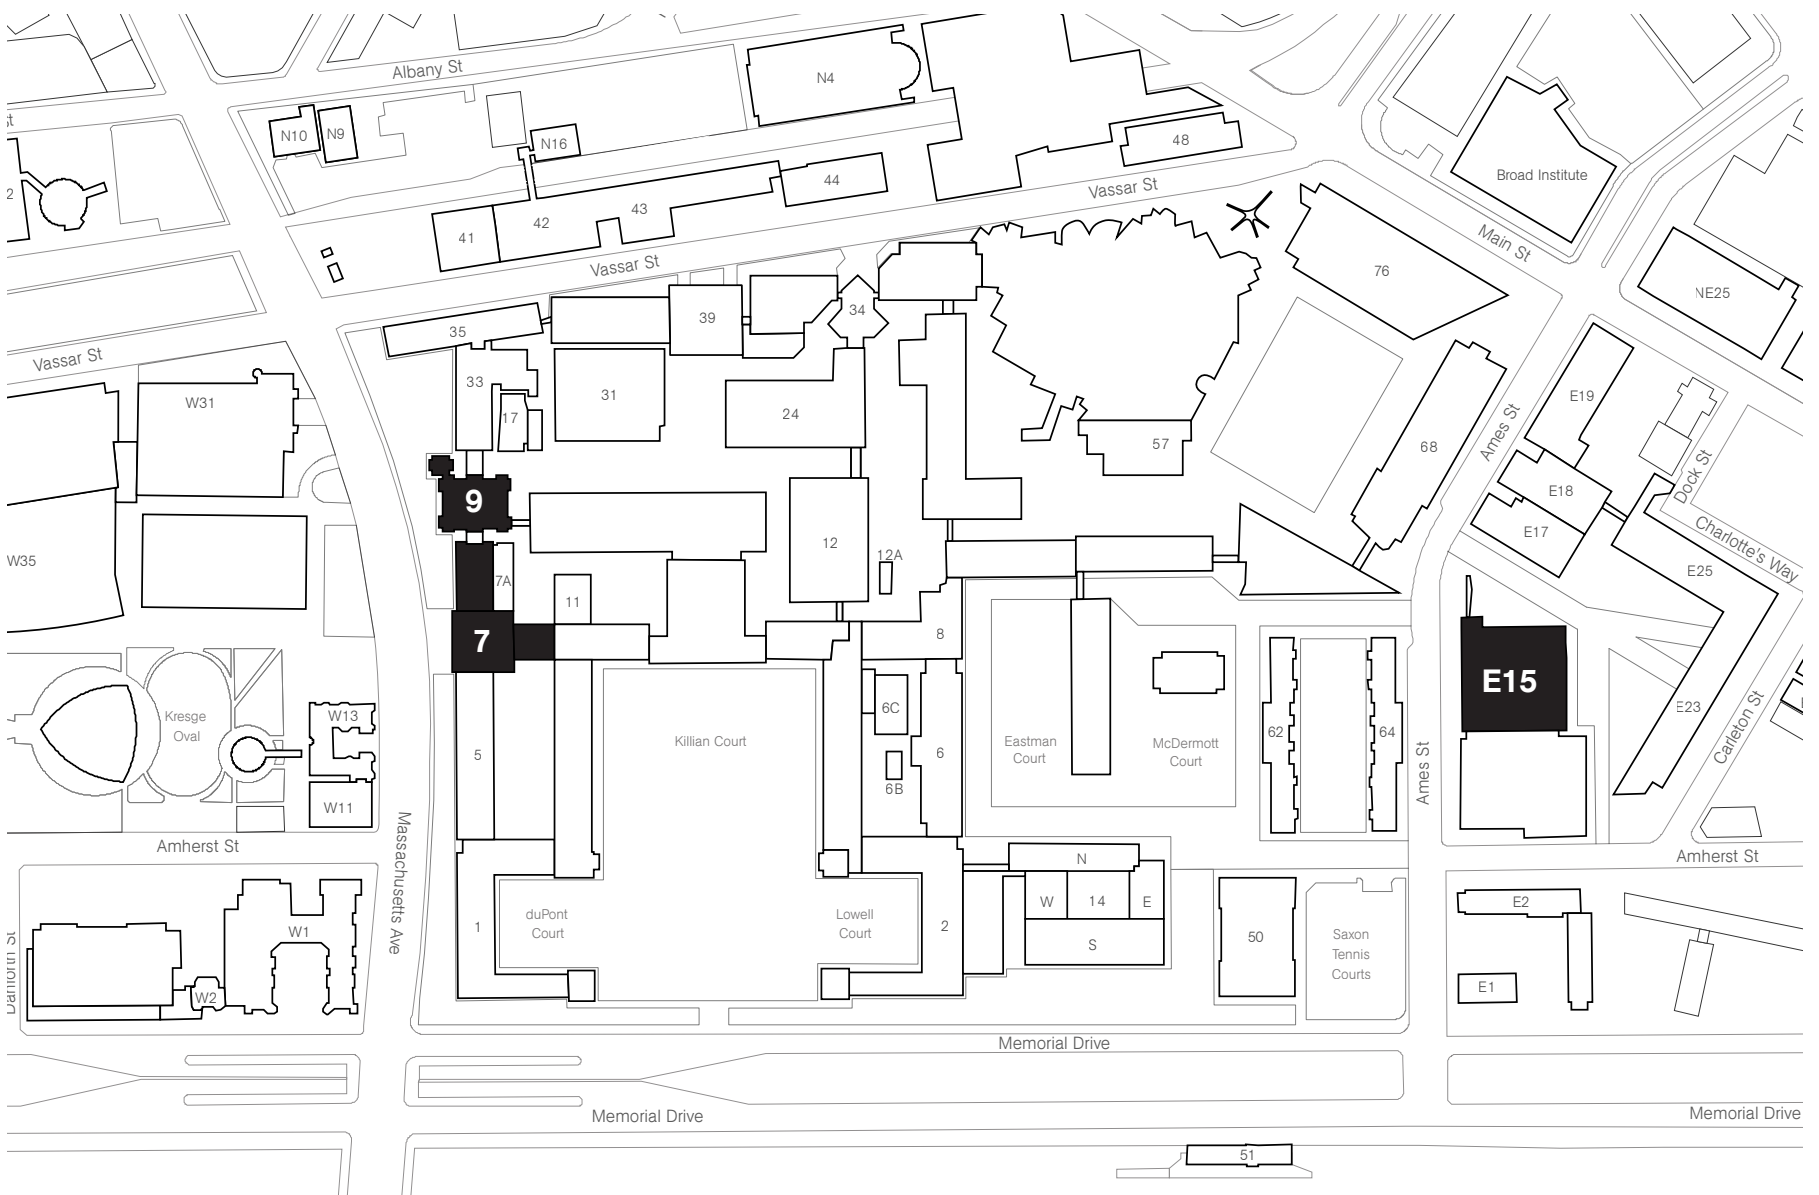 Albany St
N4
N10
N9
N16
48
44
43
42
41
Vassar St
Broad Institute
Main St
76
NE25
Vassar St
34
39
35
Vassar St
33
31
17
24
W31
57
68
Ames St
E19
E18
E17
Dock St
Charlotte's Way
E25
9
12
12A
W35
7A
11
7
8
E15
Kresge
Oval
W13
W11
5
Killian Court
6C
6B
6
Eastman
Court
McDermott
Court
62
64
Ames St
E23
Carleton St
Massachusetts Ave
Amherst St
Amherst St
N
W
14
E
S
E2
W1
W2
Danforth St
1
duPont
Court
Lowell
Court
2
50
Saxon
Tennis
Courts
E1
Memorial Drive
Memorial Drive
Memorial Drive
51